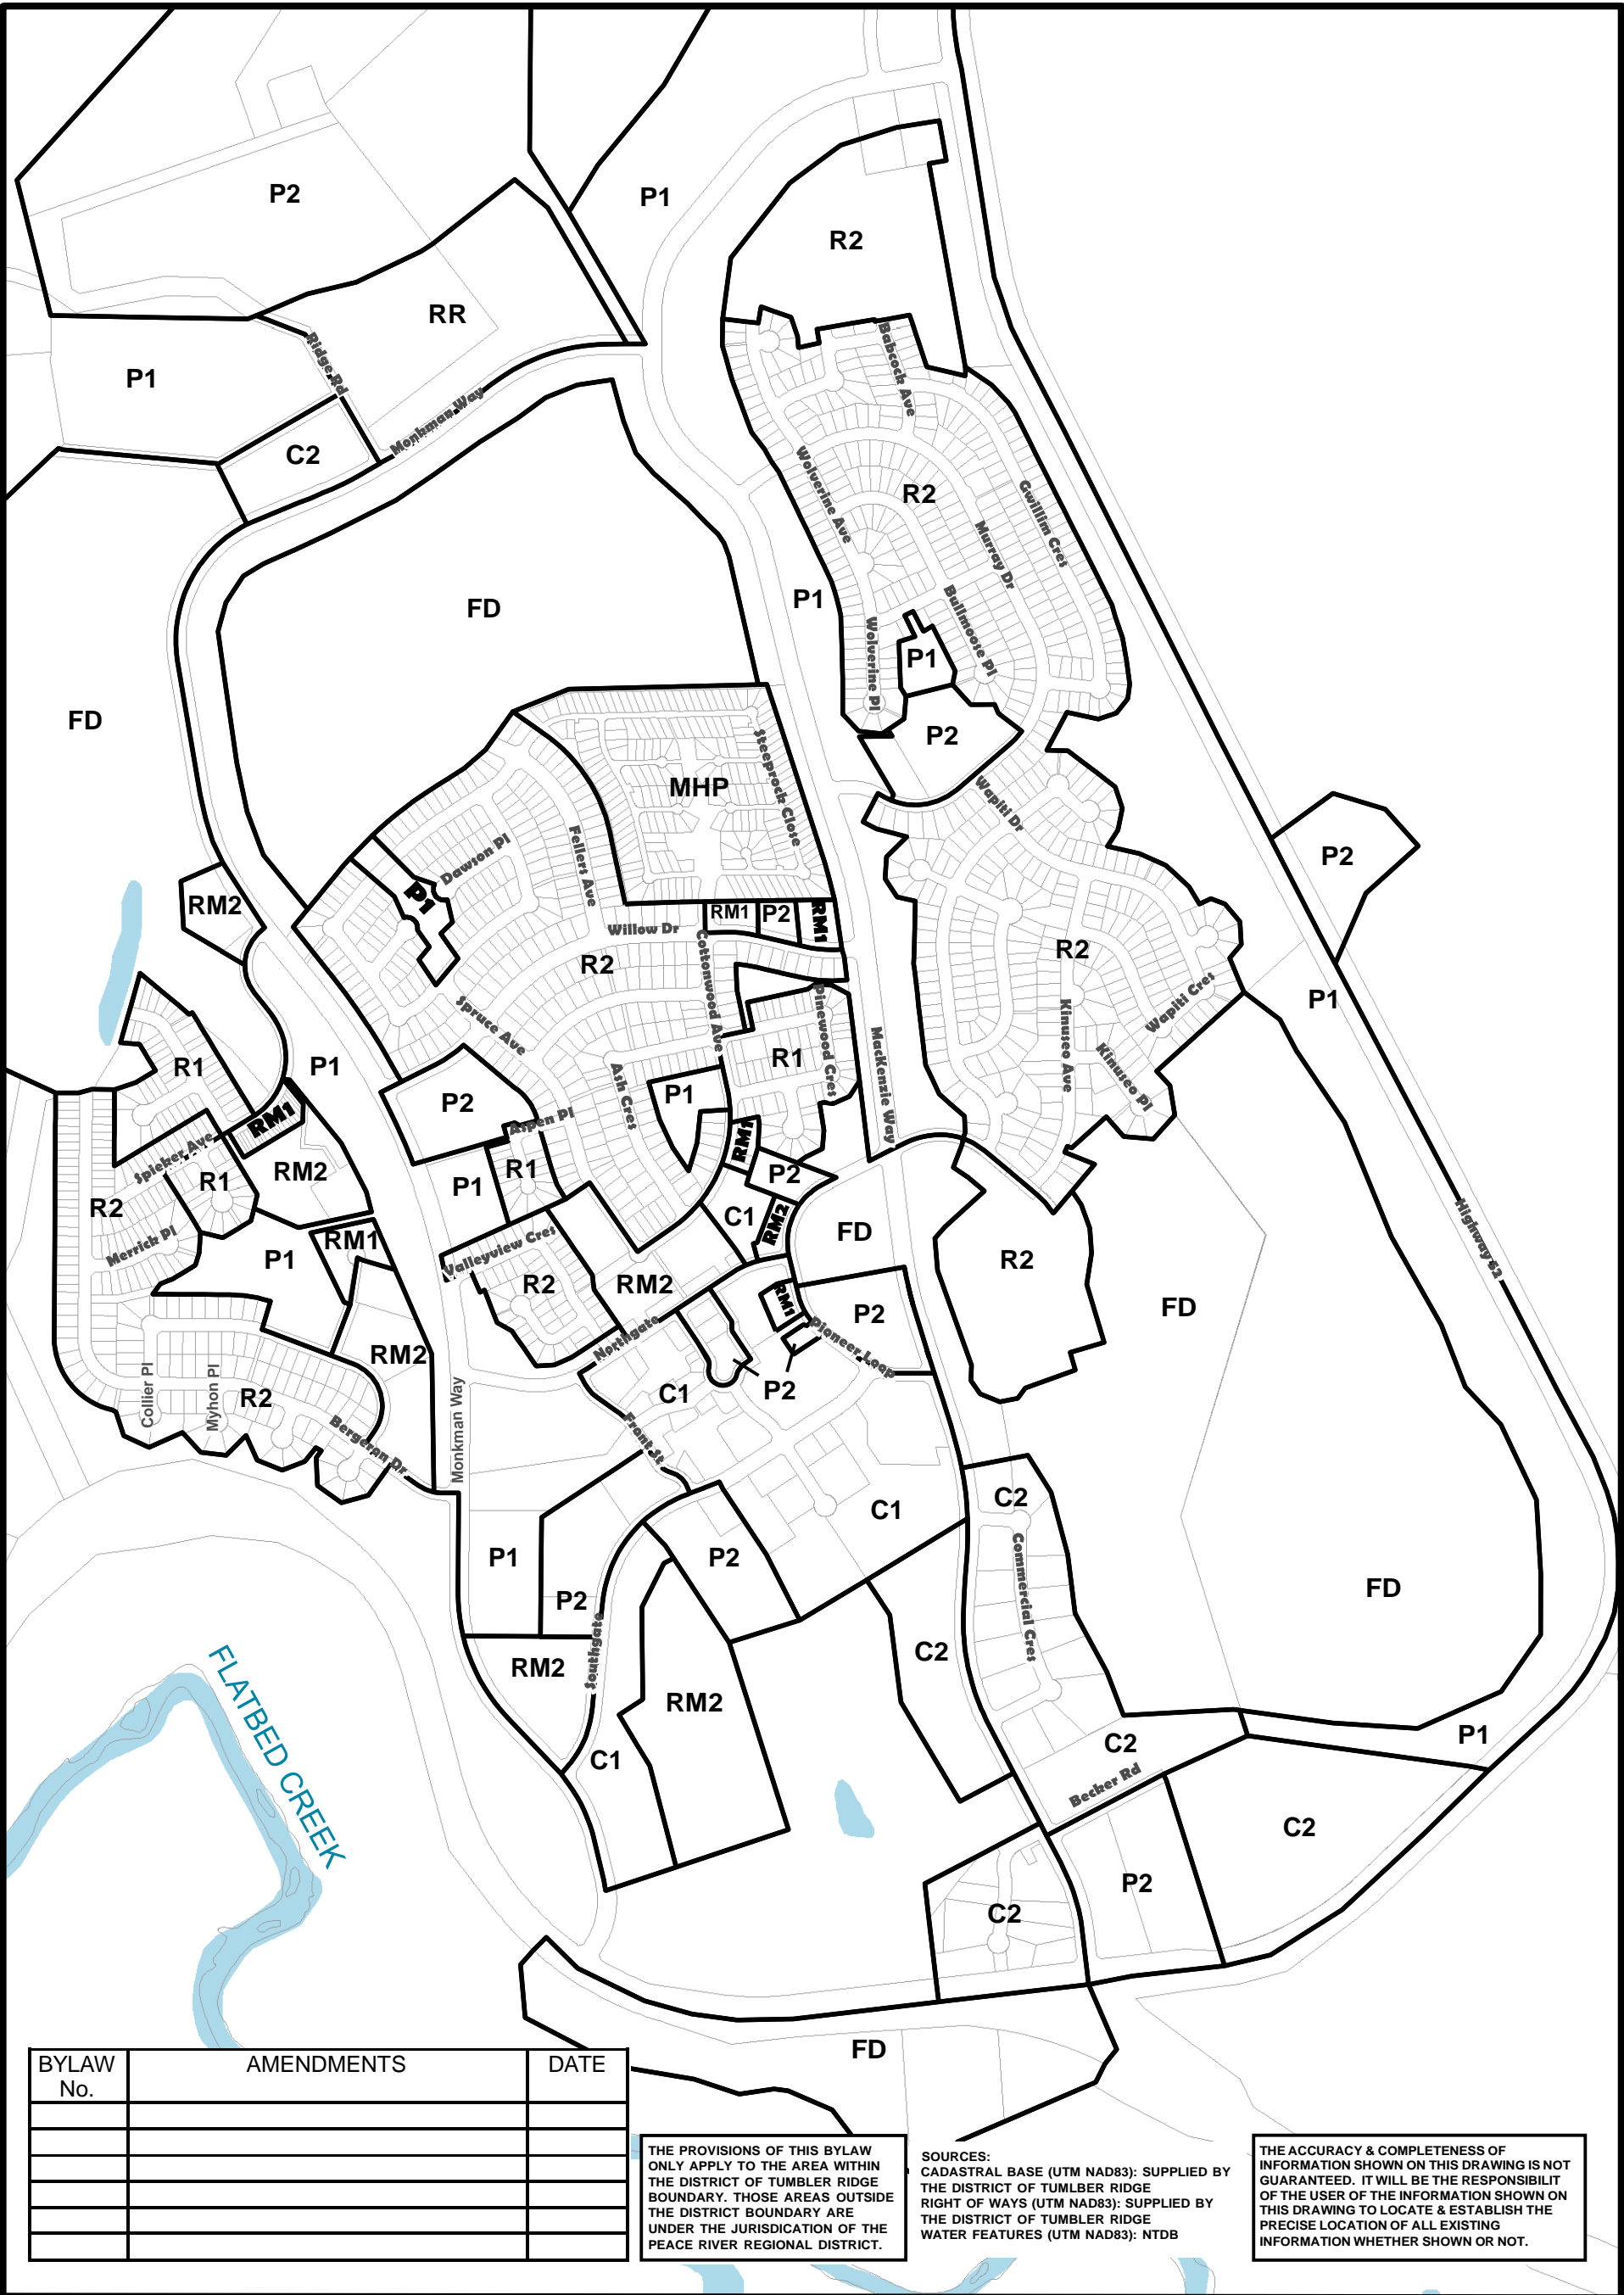 P2
P1
R2
RR
Ridge Rd
P1
Babcock Ave
Monkman Way
C2
Wolverine Ave
R2
Gwillim Cres
Murray Dr
FD
P1
Bullmoose Pl
Wolverine Pl
P1
FD
P2
Steeprock Close
MHP
Wapiti Dr
Fellers Ave
Dawson Pl
P2
P1
RM2
RM1
P2
RM1
Willow Dr
Cottonwood Ave
R2
R2
Wapiti Cres
P1
Pinewood Cres
Spruce Ave
Kinuseo Ave
MacKenzie Way
R1
R1
P1
Ash Cres
Kinuseo Pl
P2
P1
RM1
Aspen Pl
RM1
Spieker Ave
RM2
R1
P1
R1
P2
R2
C1
RM2
FD
Highway 52
Merrick Pl
RM1
P1
Valleyview Cres
R2
R2
RM2
RM1
P2
FD
Northgate
Pioneer Loop
RM2
P2
C1
Collier Pl
Myhon Pl
R2
Monkman Way
Front St
Bergeron Dr
C2
C1
P1
P2
Commercial Cres
P2
FD
Southgate
RM2
C2
RM2
P1
C1
C2
Becker Rd
C2
P2
C2
FLATBED CREEK
FD
BYLAW No.
AMENDMENTS
DATE
THE PROVISIONS OF THIS BYLAW
ONLY APPLY TO THE AREA WITHIN
THE DISTRICT OF TUMBLER RIDGE
BOUNDARY. THOSE AREAS OUTSIDE
THE DISTRICT BOUNDARY ARE
UNDER THE JURISDICATION OF THE
PEACE RIVER REGIONAL DISTRICT.
SOURCES:
CADASTRAL BASE (UTM NAD83): SUPPLIED BY
THE DISTRICT OF TUMLBER RIDGE
RIGHT OF WAYS (UTM NAD83): SUPPLIED BY
THE DISTRICT OF TUMBLER RIDGE
WATER FEATURES (UTM NAD83): NTDB
THE ACCURACY & COMPLETENESS OF
INFORMATION SHOWN ON THIS DRAWING IS NOT
GUARANTEED. IT WILL BE THE RESPONSIBILIT
OF THE USER OF THE INFORMATION SHOWN ON
THIS DRAWING TO LOCATE & ESTABLISH THE
PRECISE LOCATION OF ALL EXISTING
INFORMATION WHETHER SHOWN OR NOT.